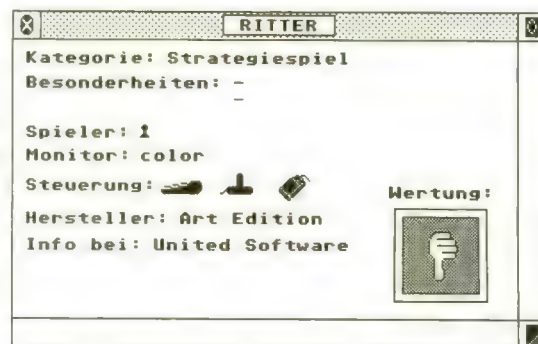 RITTER
Kategorie: Strategiespiel
Besonderheiten: –
–
Spieler: 1
Monitor: color
Steuerung:
Wertung:
Hersteller: Art Edition
Info bei: United Software